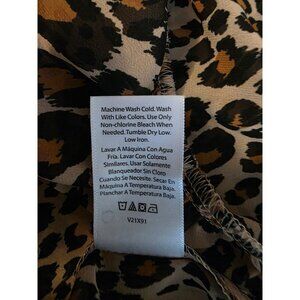 Machine Wash Cold. Wash
With Like Colors. Use Only
Non-chlorine Bleach When
Needed. Tumble Dry Low.
Low Iron.
Lavar A Máquina Con Agua
Fría. Lavar Con Colores
Similares. Usar Solamente
Blanqueador Sin Cloro
Cuando Se Necesite. Secar En
Máquina A Temperatura Baja.
Planchar A Temperatura Baja.
V21X91